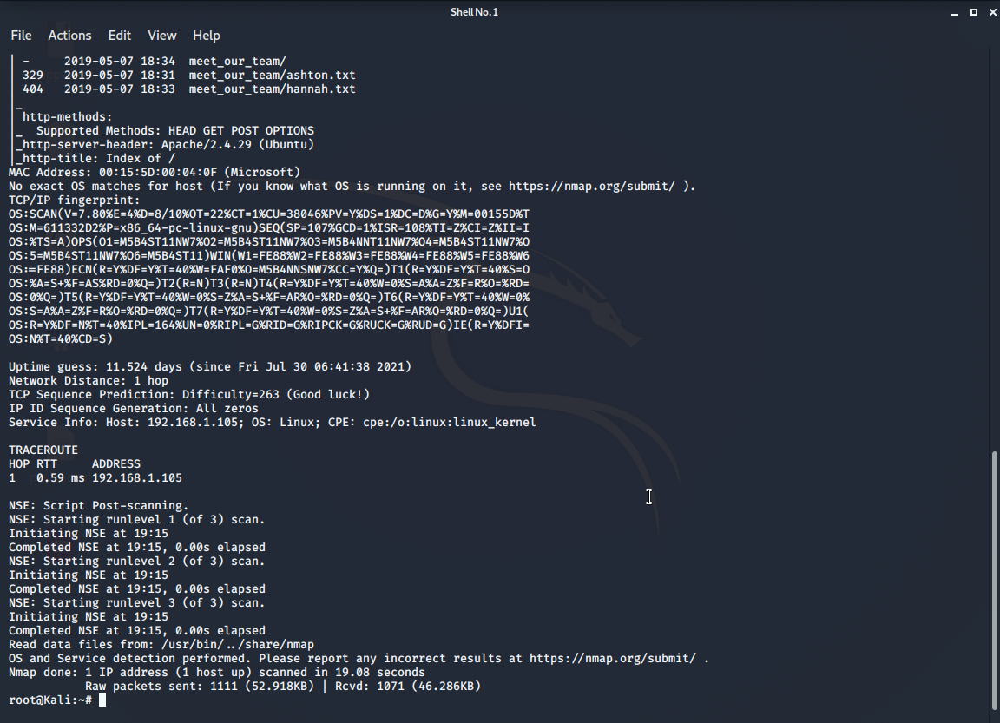 Shell No. 1
File Actions Edit View Help
| - 2019-05-07 18:34 meet_our_team/
| 329 2019-05-07 18:31 meet_our_team/ashton.txt
| 404 2019-05-07 18:33 meet_our_team/hannah.txt
|_
| http-methods:
|_ Supported Methods: HEAD GET POST OPTIONS
|_http-server-header: Apache/2.4.29 (Ubuntu)
|_http-title: Index of /
MAC Address: 00:15:5D:00:04:0F (Microsoft)
No exact OS matches for host (If you know what OS is running on it, see https://nmap.org/submit/ ).
TCP/IP fingerprint:
OS:SCAN(V=7.80%E=4%D=8/10%OT=22%CT=1%CU=38046%PV=Y%DS=1%DC=D%G=Y%M=00155D%T
OS:M=611332D2%P=x86_64-pc-linux-gnu)SEQ(SP=107%GCD=1%ISR=108%TI=Z%CI=Z%II=I
OS:%TS=A)OPS(O1=M5B4ST11NW7%O2=M5B4ST11NW7%O3=M5B4NNT11NW7%O4=M5B4ST11NW7%O
OS:5=M5B4ST11NW7%O6=M5B4ST11)WIN(W1=FE88%W2=FE88%W3=FE88%W4=FE88%W5=FE88%W6
OS:=FE88)ECN(R=Y%DF=Y%T=40%W=FAF0%O=M5B4NNSNW7%CC=Y%Q=)T1(R=Y%DF=Y%T=40%S=O
OS:%A=S+%F=AS%RD=0%Q=)T2(R=N)T3(R=N)T4(R=Y%DF=Y%T=40%W=0%S=A%A=Z%F=R%O=%RD=
OS:0%Q=)T5(R=Y%DF=Y%T=40%W=0%S=Z%A=S+%F=AR%O=%RD=0%Q=)T6(R=Y%DF=Y%T=40%W=0%
OS:S=A%A=Z%F=R%O=%RD=0%Q=)T7(R=Y%DF=Y%T=40%W=0%S=Z%A=S+%F=AR%O=%RD=0%Q=)U1(
OS:R=Y%DF=N%T=40%IPL=164%UN=0%RIPL=G%RID=G%RIPCK=G%RUCK=G%RUD=G)IE(R=Y%DFI=
OS:N%T=40%CD=S)
Uptime guess: 11.524 days (since Fri Jul 30 06:41:38 2021)
Network Distance: 1 hop
TCP Sequence Prediction: Difficulty=263 (Good luck!)
IP ID Sequence Generation: All zeros
Service Info: Host: 192.168.1.105; OS: Linux; CPE: cpe:/o:linux:linux_kernel
TRACEROUTE
HOP RTT ADDRESS
1 0.59 ms 192.168.1.105
NSE: Script Post-scanning.
NSE: Starting runlevel 1 (of 3) scan.
Initiating NSE at 19:15
Completed NSE at 19:15, 0.00s elapsed
NSE: Starting runlevel 2 (of 3) scan.
Initiating NSE at 19:15
Completed NSE at 19:15, 0.00s elapsed
NSE: Starting runlevel 3 (of 3) scan.
Initiating NSE at 19:15
Completed NSE at 19:15, 0.00s elapsed
Read data files from: /usr/bin/../share/nmap
OS and Service detection performed. Please report any incorrect results at https://nmap.org/submit/ .
Nmap done: 1 IP address (1 host up) scanned in 19.08 seconds
Raw packets sent: 1111 (52.918KB) | Rcvd: 1071 (46.286KB)
root@Kali:~#